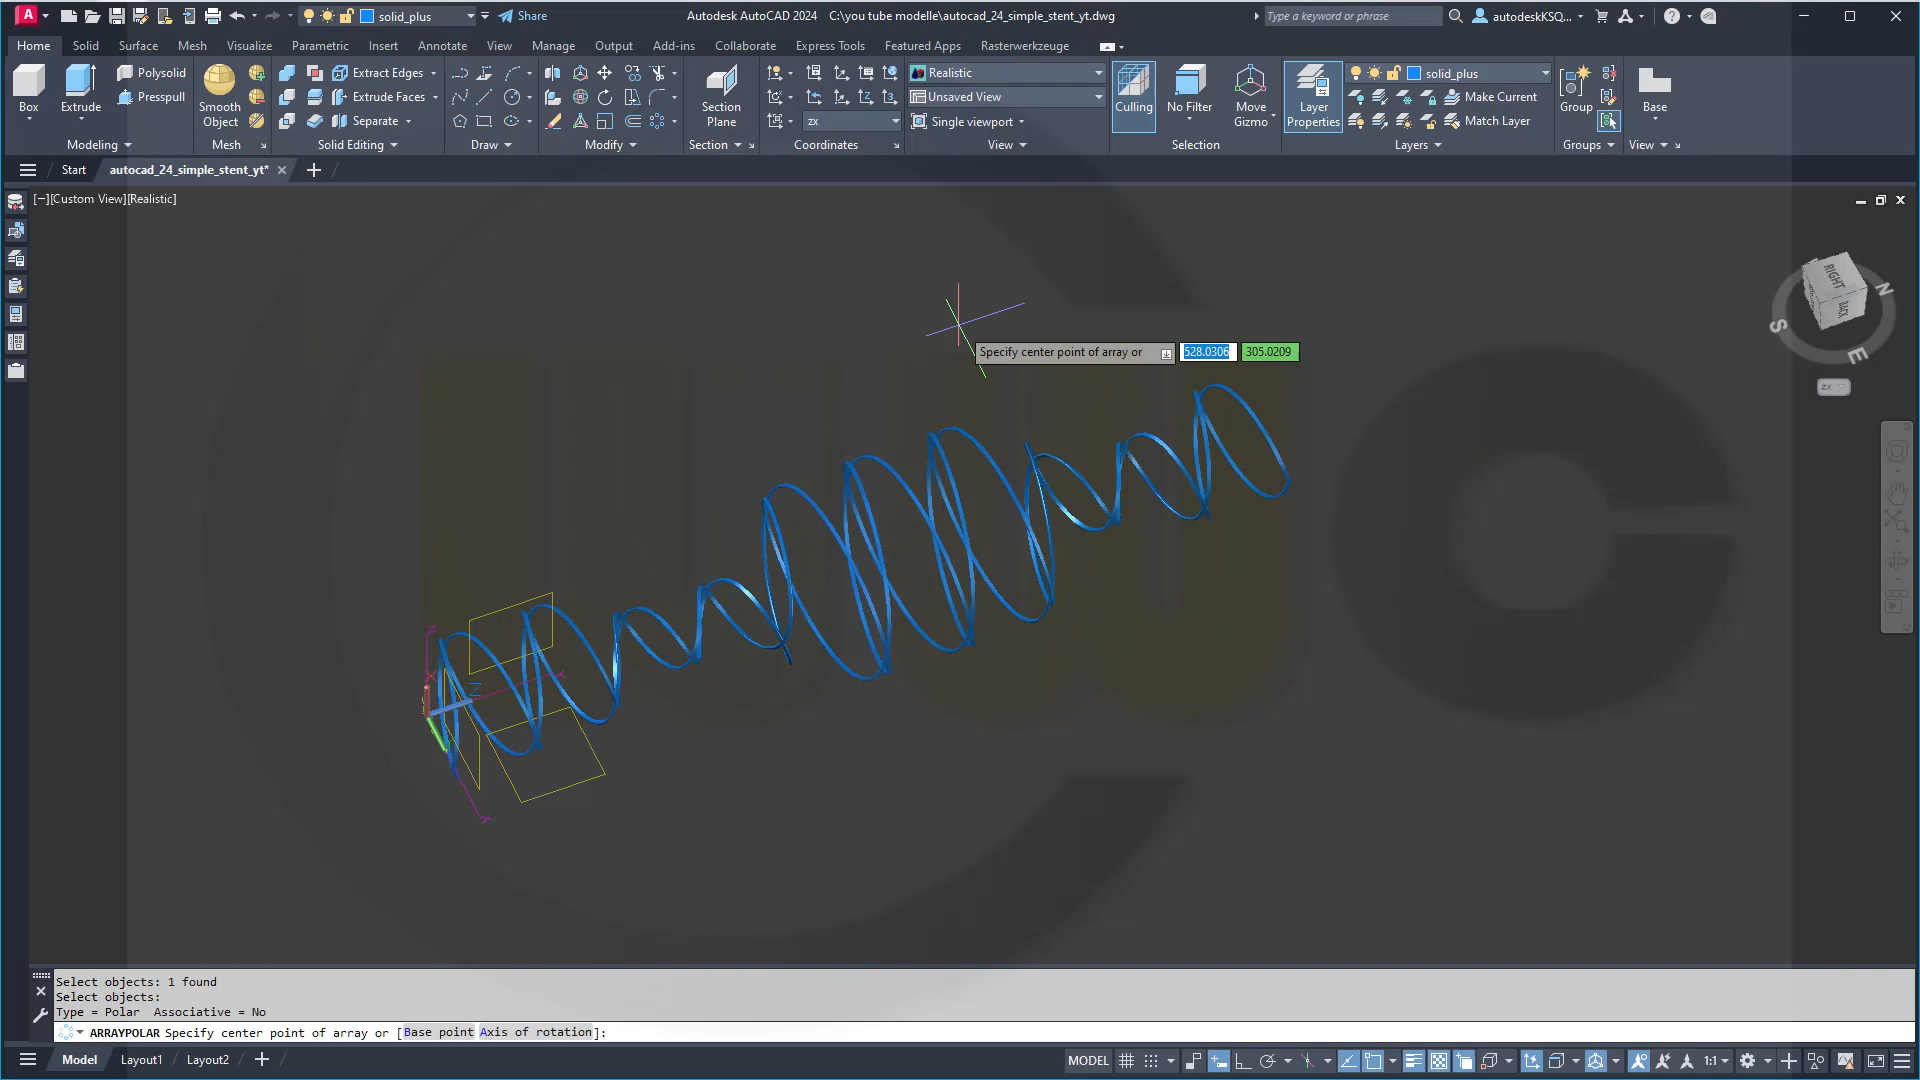 solid_plus
Share
Autodesk AutoCAD 2024
C:\you tube modelle\autocad_24_simple_stent_yt.dwg
Type a keyword or phrase
autodeskKSQ...
Home
Solid
Surface
Mesh
Visualize
Parametric
Insert
Annotate
View
Manage
Output
Add-ins
Collaborate
Express Tools
Featured Apps
Rasterwerkzeuge
Box
Extrude
Polysolid
Presspull
Smooth
Object
Extract Edges
Extrude Faces
Separate
Section
Plane
zx
Realistic
Unsaved View
Single viewport
Culling
No Filter
Move
Gizmo
Layer
Properties
solid_plus
Make Current
Match Layer
Group
Base
Modeling
Mesh
Solid Editing
Draw
Modify
Section
Coordinates
View
Selection
Layers
Groups
View
Start
autocad_24_simple_stent_yt*
[−][Custom View][Realistic]
RIGHT
BACK
N
S
E
zx
Specify center point of array or
528.0306
305.0209
X
Z
Select objects: 1 found
Select objects:
Type = Polar  Associative = No
ARRAYPOLAR Specify center point of array or [Base point Axis of rotation]:
Model
Layout1
Layout2
MODEL
1:1